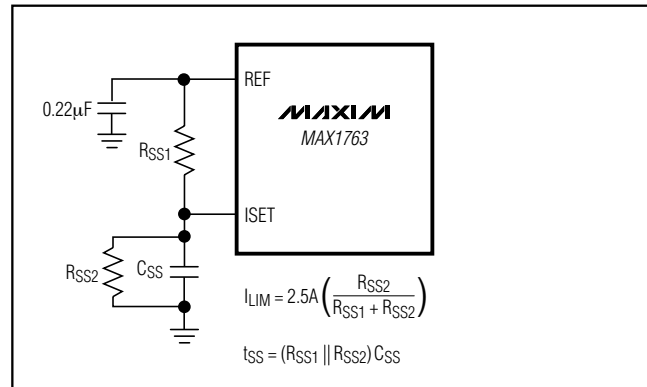 REF
0.22µF
MAXIM
MAX1763
RSS1
ISET
RSS2
CSS
ILIM = 2.5A ( RSS2 / RSS1 + RSS2 )
tSS = (RSS1 || RSS2) CSS